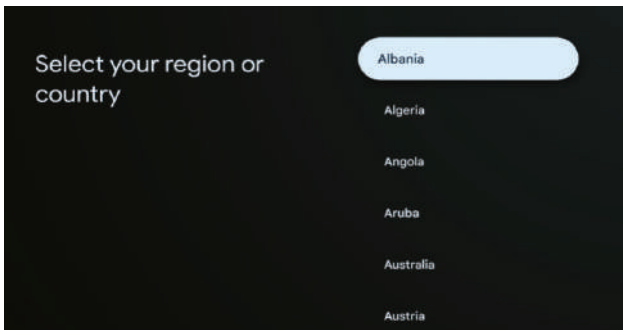 Select your region or
country
Albania
Algeria
Angola
Aruba
Australia
Austria